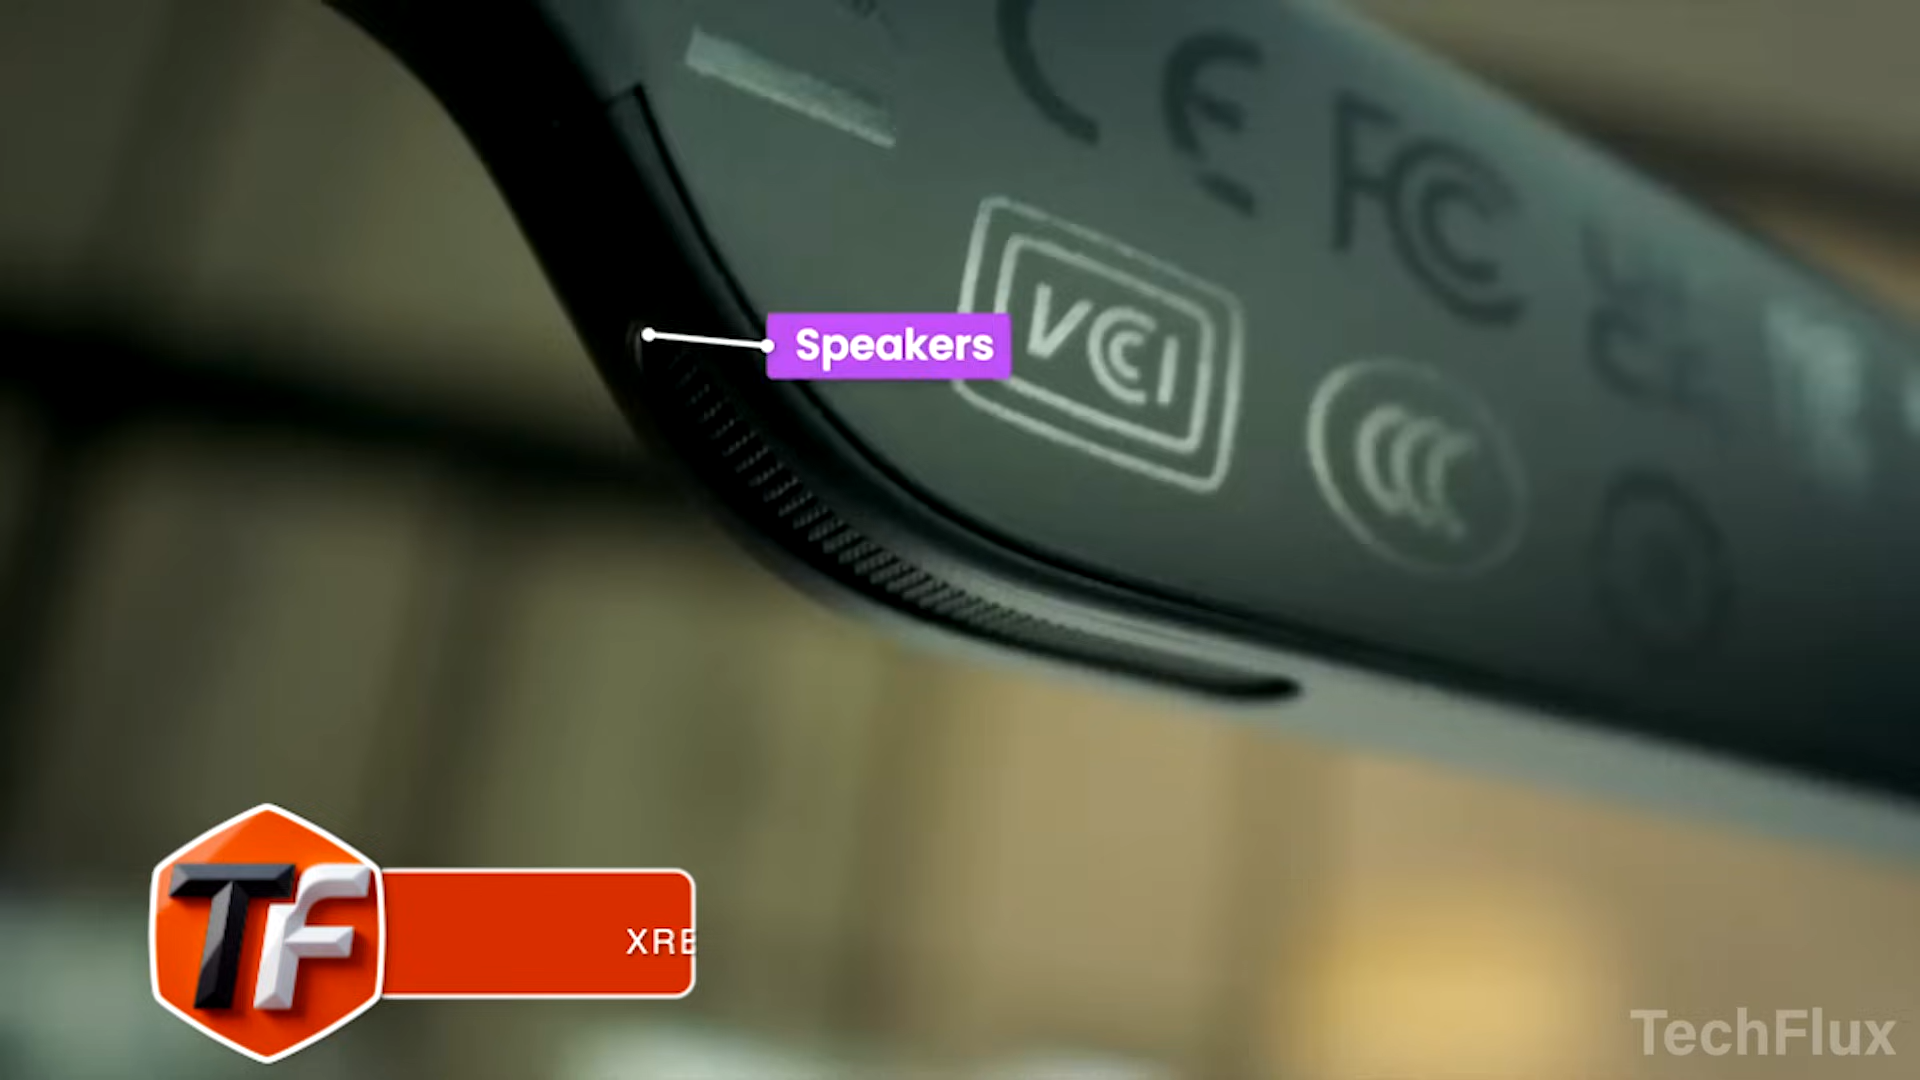 CE FC
VCI
Speakers
TF
XRE
TechFlux